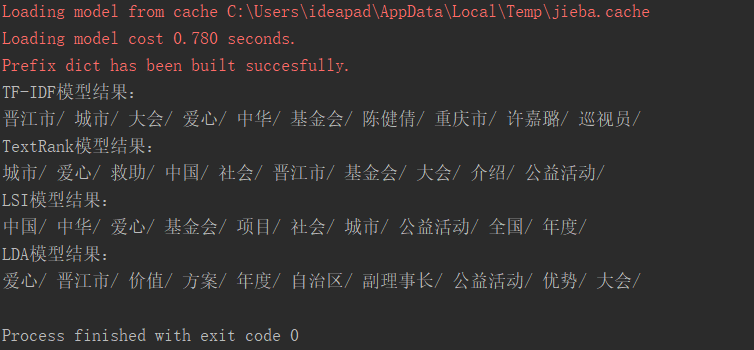 Loading model from cache C:\Users\ideapad\AppData\Local\Temp\jieba.cache
Loading model cost 0.780 seconds.
Prefix dict has been built succesfully.
TF-IDF模型结果：
晋江市/ 城市/ 大会/ 爱心/ 中华/ 基金会/ 陈健倩/ 重庆市/ 许嘉璐/ 巡视员/
TextRank模型结果：
城市/ 爱心/ 救助/ 中国/ 社会/ 晋江市/ 基金会/ 大会/ 介绍/ 公益活动/
LSI模型结果：
中国/ 中华/ 爱心/ 基金会/ 项目/ 社会/ 城市/ 公益活动/ 全国/ 年度/
LDA模型结果：
爱心/ 晋江市/ 价值/ 方案/ 年度/ 自治区/ 副理事长/ 公益活动/ 优势/ 大会/
Process finished with exit code 0